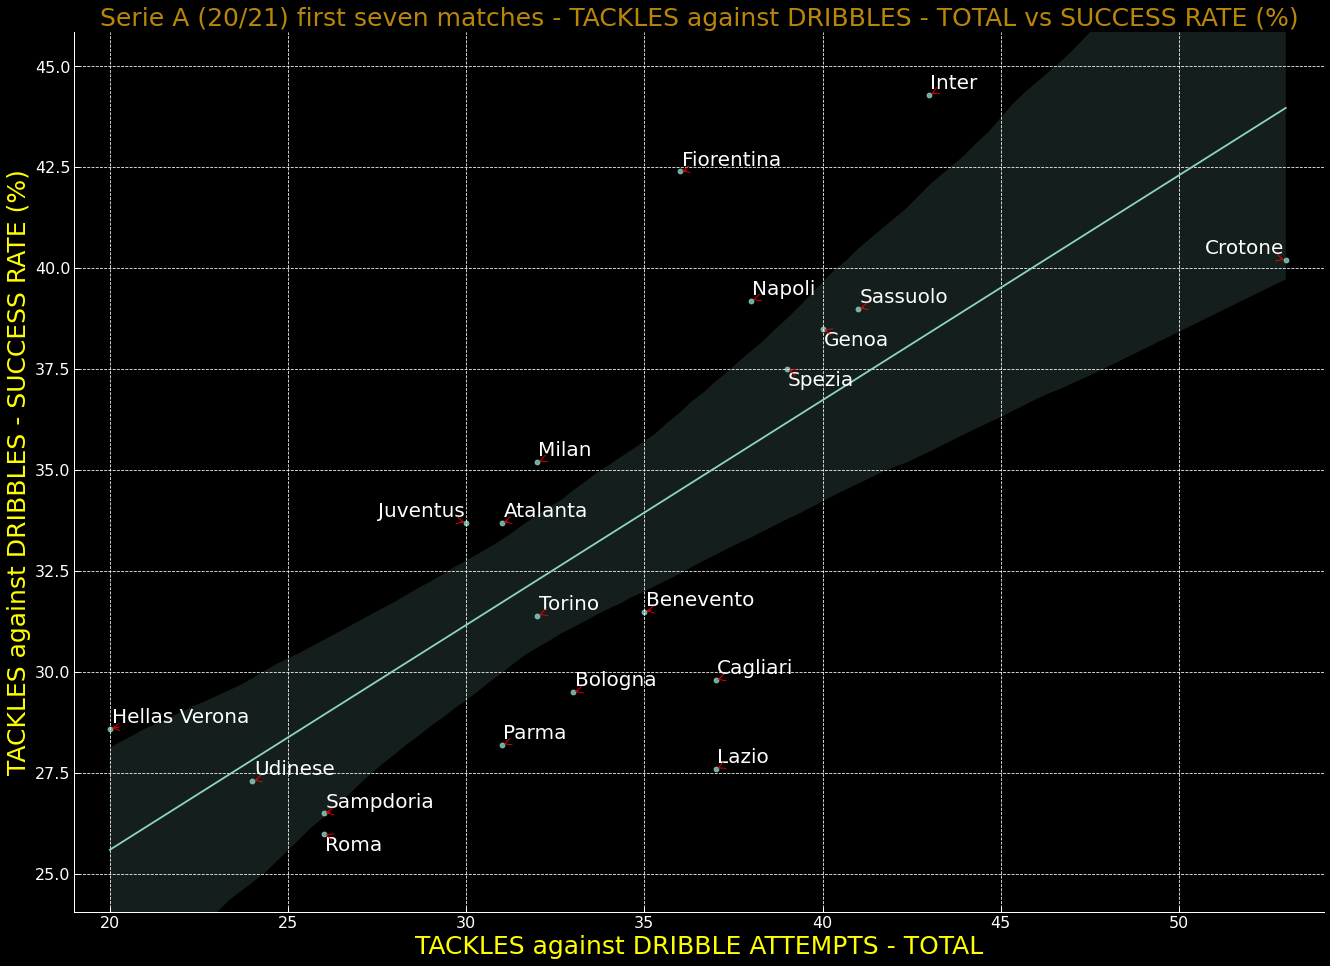 Serie A (20/21) first seven matches - TACKLES against DRIBBLES - TOTAL vs SUCCESS RATE (%)
TACKLES against DRIBBLES - SUCCESS RATE (%)
45.0
42.5
40.0
37.5
35.0
32.5
30.0
27.5
25.0
Inter
Fiorentina
Crotone
Napoli
Sassuolo
Genoa
Spezia
Milan
Juventus
Atalanta
Torino
Benevento
Cagliari
Bologna
Hellas Verona
Parma
Lazio
Udinese
Sampdoria
Roma
20
25
30
35
40
45
50
TACKLES against DRIBBLE ATTEMPTS - TOTAL